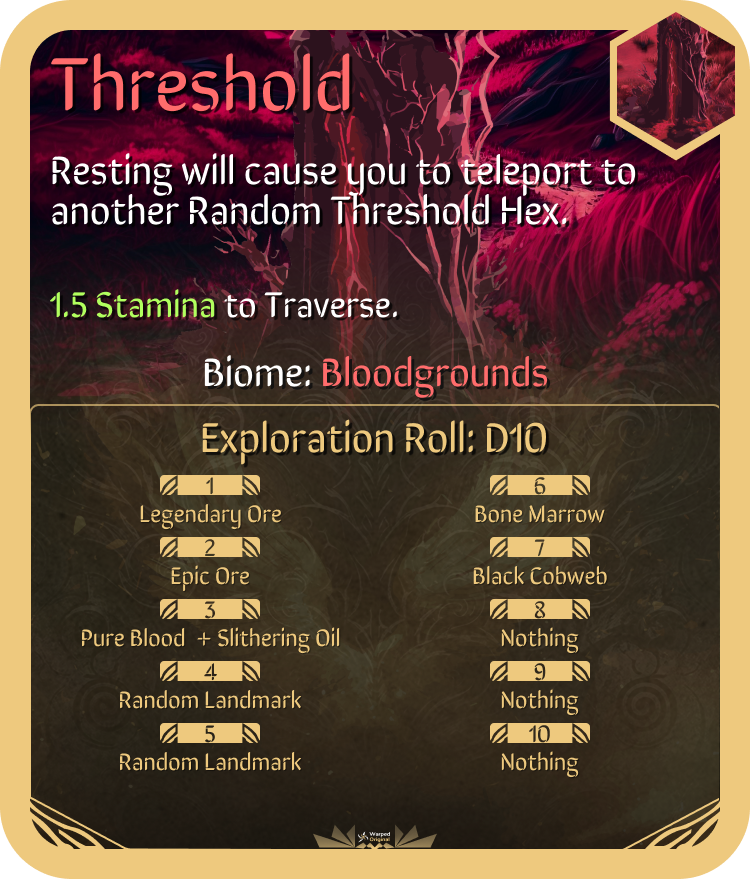 Threshold
Resting will cause you to teleport to
another Random Threshold Hex.
1.5 Stamina to Traverse.
Biome: Bloodgrounds
Exploration Roll: D10
1
Legendary Ore
2
Epic Ore
3
Pure Blood + Slithering Oil
4
Random Landmark
5
Random Landmark
6
Bone Marrow
7
Black Cobweb
8
Nothing
9
Nothing
10
Nothing
Warped
Original